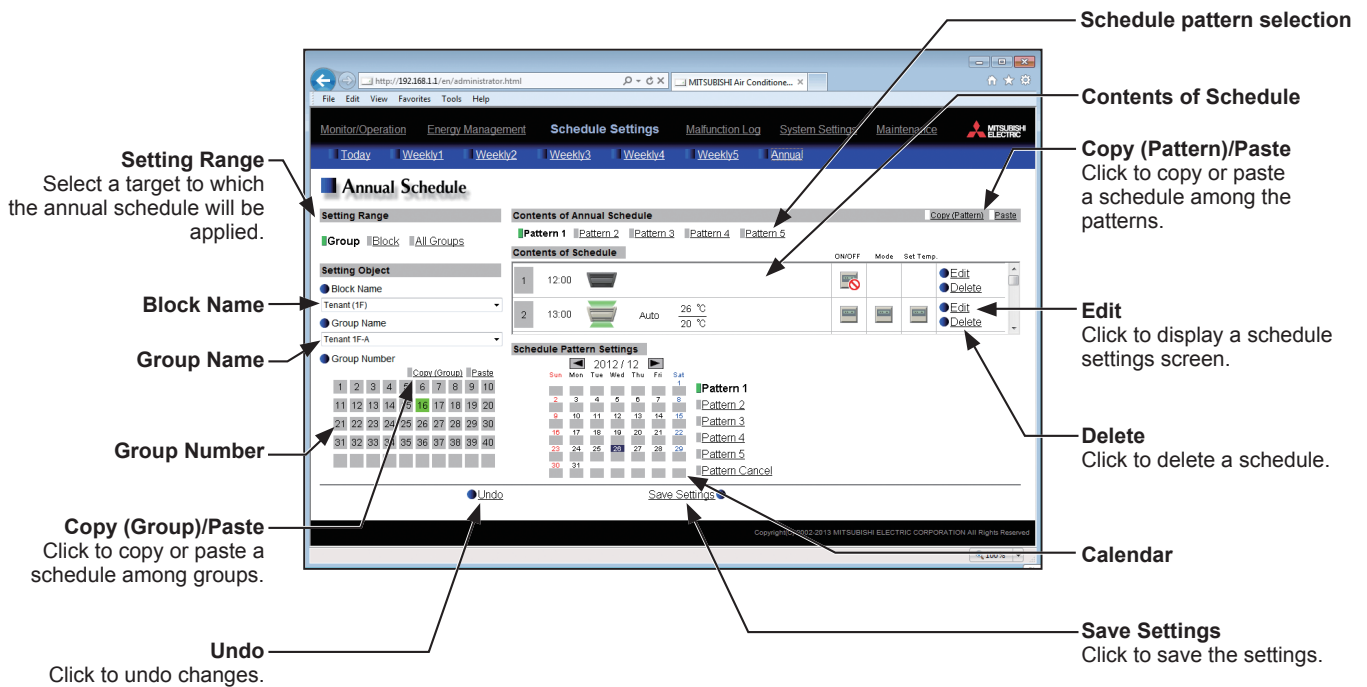 Schedule pattern selection
Contents of Schedule
Copy (Pattern)/Paste
Click to copy or paste
a schedule among the
patterns.
Edit
Click to display a schedule
settings screen.
Delete
Click to delete a schedule.
Calendar
Save Settings
Click to save the settings.
Setting Range
Select a target to which
the annual schedule will be
applied.
Block Name
Group Name
Group Number
Copy (Group)/Paste
Click to copy or paste a
schedule among groups.
Undo
Click to undo changes.
http://192.168.1.1/en/administrator.html
MITSUBISHI Air Conditione...
File Edit View Favorites Tools Help
Monitor/Operation Energy Management Schedule Settings Malfunction Log System Settings Maintenance
MITSUBISHI
ELECTRIC
Today Weekly1 Weekly2 Weekly3 Weekly4 Weekly5 Annual
Annual Schedule
Setting Range
Group Block All Groups
Setting Object
Block Name
Tenant (1F)
Group Name
Tenant 1F-A
Group Number
Copy (Group) Paste
1 2 3 4 5 6 7 8 9 10
11 12 13 14 15 16 17 18 19 20
21 22 23 24 25 26 27 28 29 30
31 32 33 34 35 36 37 38 39 40
Contents of Annual Schedule Copy (Pattern) Paste
Pattern 1 Pattern 2 Pattern 3 Pattern 4 Pattern 5
Contents of Schedule ON/OFF Mode Set Temp.
1 12:00 Edit
Delete
2 13:00 Auto 26 °C
20 °C
Edit
Delete
Schedule Pattern Settings
2012 / 12
Sun Mon Tue Wed Thu Fri Sat
1
2 3 4 5 6 7 8
9 10 11 12 13 14 15
16 17 18 19 20 21 22
23 24 25 26 27 28 29
30 31
Pattern 1
Pattern 2
Pattern 3
Pattern 4
Pattern 5
Pattern Cancel
Undo Save Settings
Copyright(c)2002-2013 MITSUBISHI ELECTRIC CORPORATION All Rights Reserved
100%